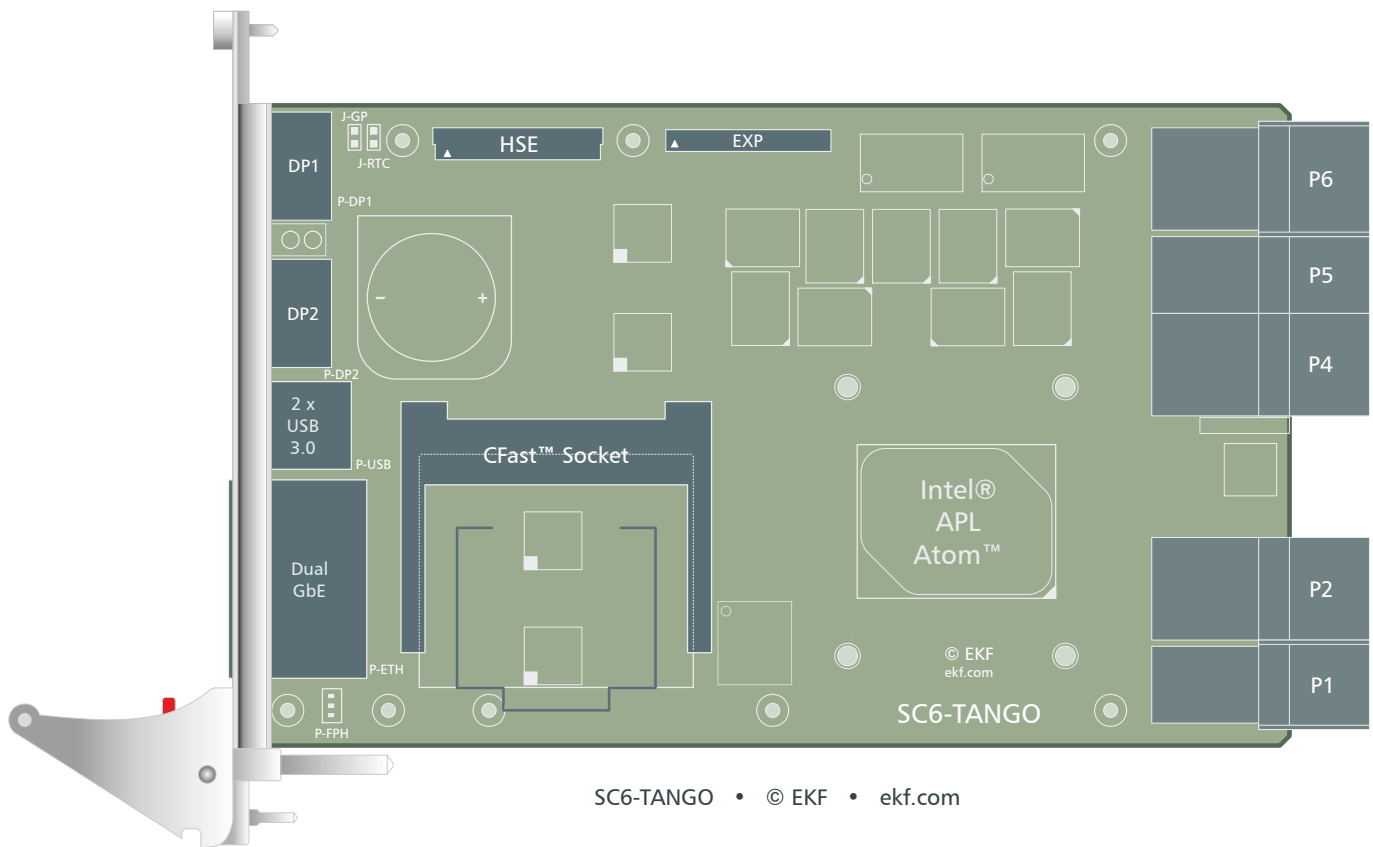 J-GP
HSE
EXP
DP1
J-RTC
P6
P-DP1
P5
− +
DP2
P4
P-DP2
2 x
USB
3.0
CFast™ Socket
P-USB
Intel®
APL
Atom™
Dual
GbE
P2
© EKF
ekf.com
P-ETH
P1
SC6-TANGO
P-FPH
SC6-TANGO • © EKF • ekf.com